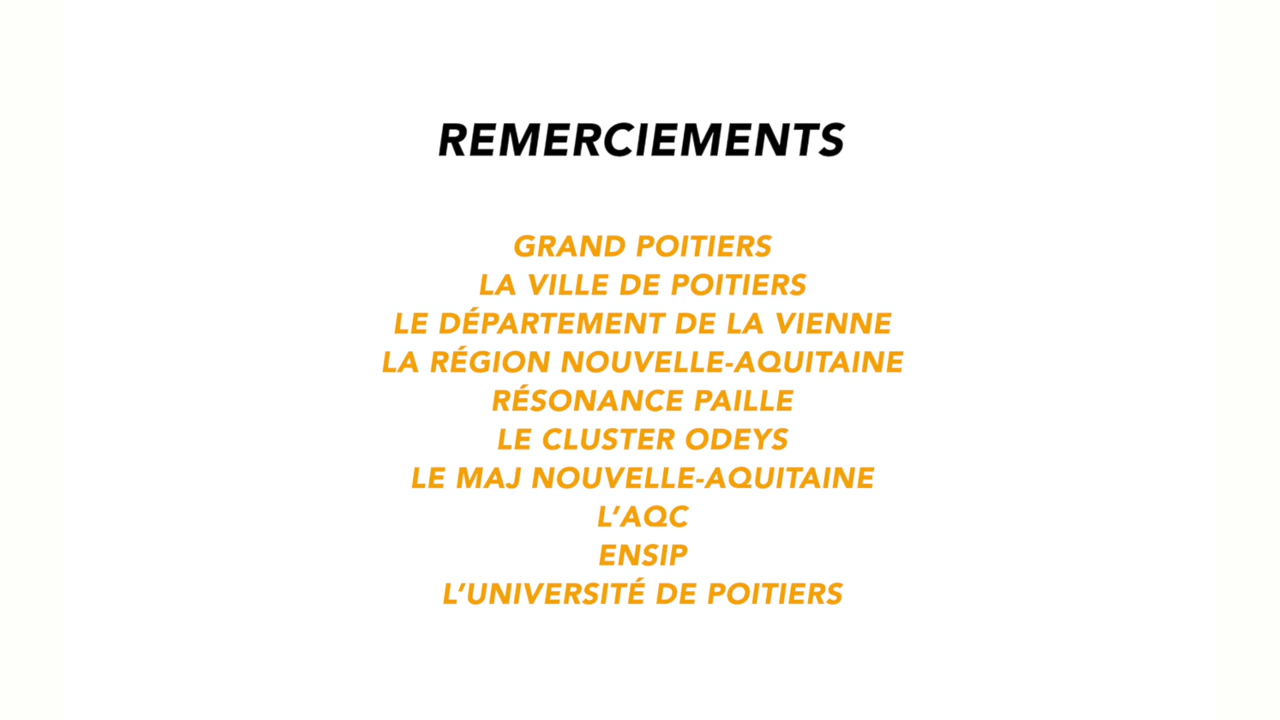 REMERCIEMENTS
GRAND POITIERS
LA VILLE DE POITIERS
LE DÉPARTEMENT DE LA VIENNE
LA RÉGION NOUVELLE-AQUITAINE
RÉSONANCE PAILLE
LE CLUSTER ODEYS
LE MAJ NOUVELLE-AQUITAINE
L’AQC
ENSIP
L’UNIVERSITÉ DE POITIERS